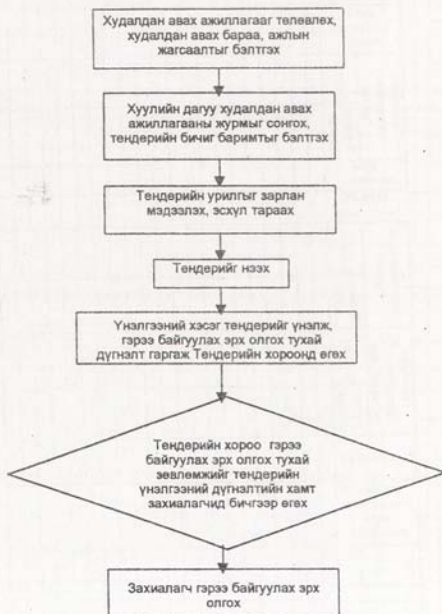 Худалдан авах ажиллагааг төлөвлөх,
худалдан авах бараа, ажлын
жагсаалтыг бэлтгэх
Хуулийн дагуу худалдан авах
ажиллагааны журмыг сонгох,
тендерийн бичиг баримтыг бэлтгэх
Тендерийн урилгыг зарлан
мэдээлэх, эсхүл тараах
Тендерийг нээх
Үнэлгээний хэсэг тендерийг үнэлж,
гэрээ байгуулах эрх олгох тухай
дүгнэлт гаргаж Тендерийн хороонд өгөх
Тендерийн хороо гэрээ
байгуулах эрх олгох тухай
зөвлөмжийг тендерийн
үнэлгээний дүгнэлтийн хамт
захиалагчид бичгээр өгөх
Захиалагч гэрээ байгуулах эрх
олгох